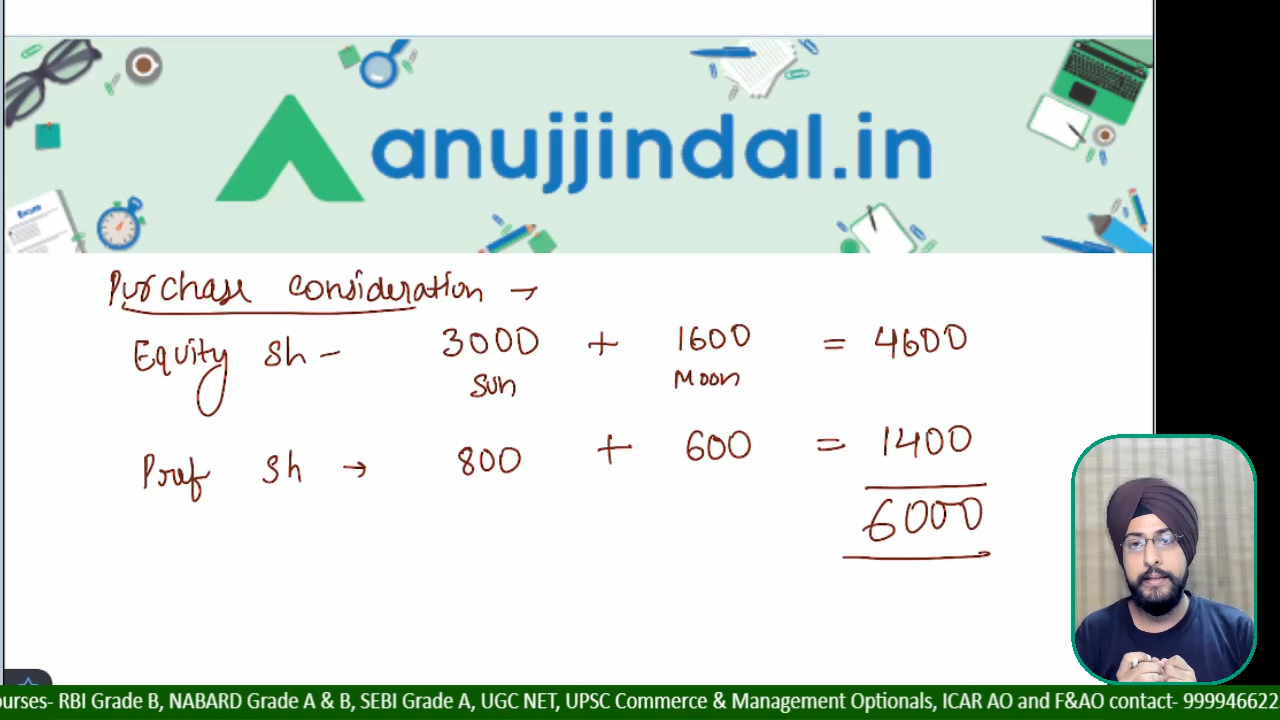 anujjindal.in
Purchase consideration →
Equity Sh - 3000 + 1600 = 4600
Sun Moon
Pref Sh → 800 + 600 = 1400
6000
ourses- RBI Grade B, NABARD Grade A & B, SEBI Grade A, UGC NET, UPSC Commerce & Management Optionals, ICAR AO and F&AO contact- 999946622